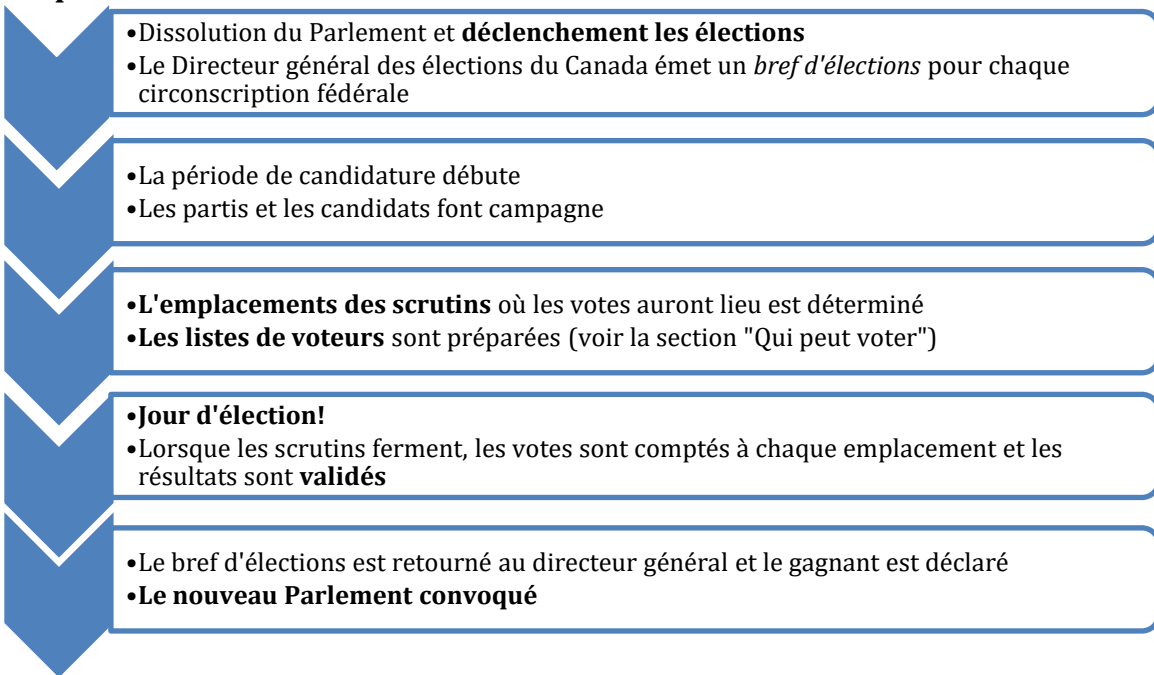 •Dissolution du Parlement et déclenchement les élections
•Le Directeur général des élections du Canada émet un bref d'élections pour chaque
circonscription fédérale
•La période de candidature débute
•Les partis et les candidats font campagne
•L'emplacements des scrutins où les votes auront lieu est déterminé
•Les listes de voteurs sont préparées (voir la section "Qui peut voter")
•Jour d'élection!
•Lorsque les scrutins ferment, les votes sont comptés à chaque emplacement et les
résultats sont validés
•Le bref d'élections est retourné au directeur général et le gagnant est déclaré
•Le nouveau Parlement convoqué